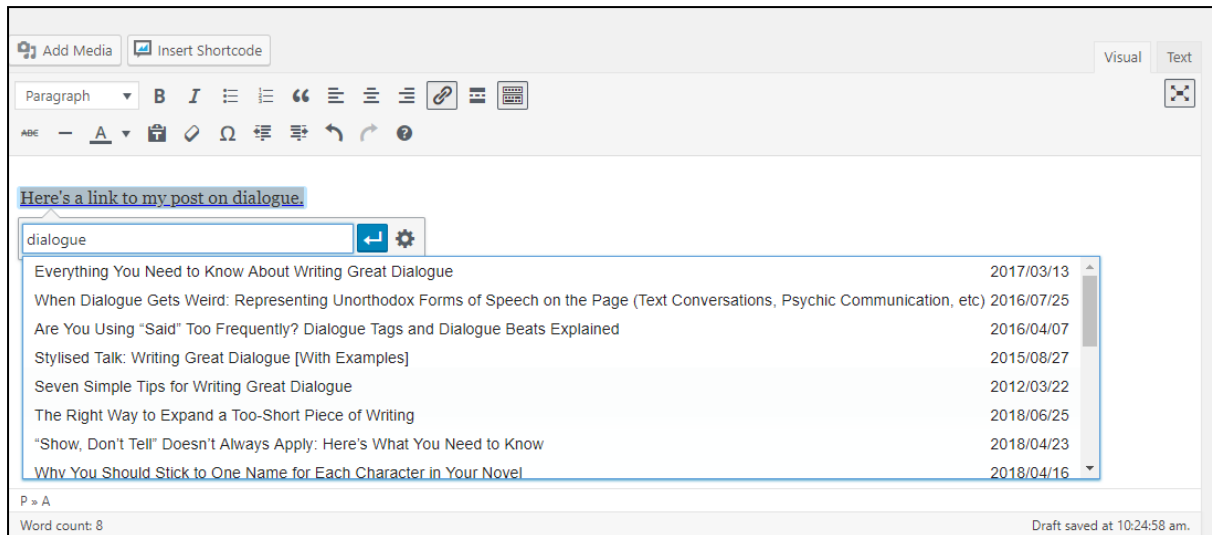 Add Media Insert Shortcode
Visual Text
Paragraph B I
ABC A Ω
Here's a link to my post on dialogue.
dialogue
Everything You Need to Know About Writing Great Dialogue 2017/03/13
When Dialogue Gets Weird: Representing Unorthodox Forms of Speech on the Page (Text Conversations, Psychic Communication, etc) 2016/07/25
Are You Using “Said” Too Frequently? Dialogue Tags and Dialogue Beats Explained 2016/04/07
Stylised Talk: Writing Great Dialogue [With Examples] 2015/08/27
Seven Simple Tips for Writing Great Dialogue 2012/03/22
The Right Way to Expand a Too-Short Piece of Writing 2018/06/25
“Show, Don’t Tell” Doesn’t Always Apply: Here’s What You Need to Know 2018/04/23
Why You Should Stick to One Name for Each Character in Your Novel 2018/04/16
P » A
Word count: 8 Draft saved at 10:24:58 am.